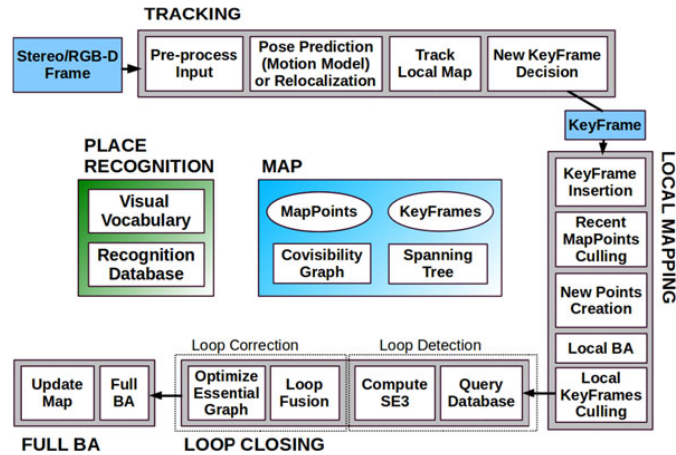 TRACKING
Stereo/RGB-D
Frame
Pre-process
Input
Pose Prediction
(Motion Model)
or Relocalization
Track
Local Map
New KeyFrame
Decision
KeyFrame
PLACE
RECOGNITION
Visual
Vocabulary
Recognition
Database
MAP
MapPoints
KeyFrames
Covisibility
Graph
Spanning
Tree
LOCAL MAPPING
KeyFrame
Insertion
Recent
MapPoints
Culling
New Points
Creation
Local BA
Local
KeyFrames
Culling
Loop Correction
Loop Detection
Update
Map
Full
BA
Optimize
Essential
Graph
Loop
Fusion
Compute
SE3
Query
Database
FULL BA
LOOP CLOSING